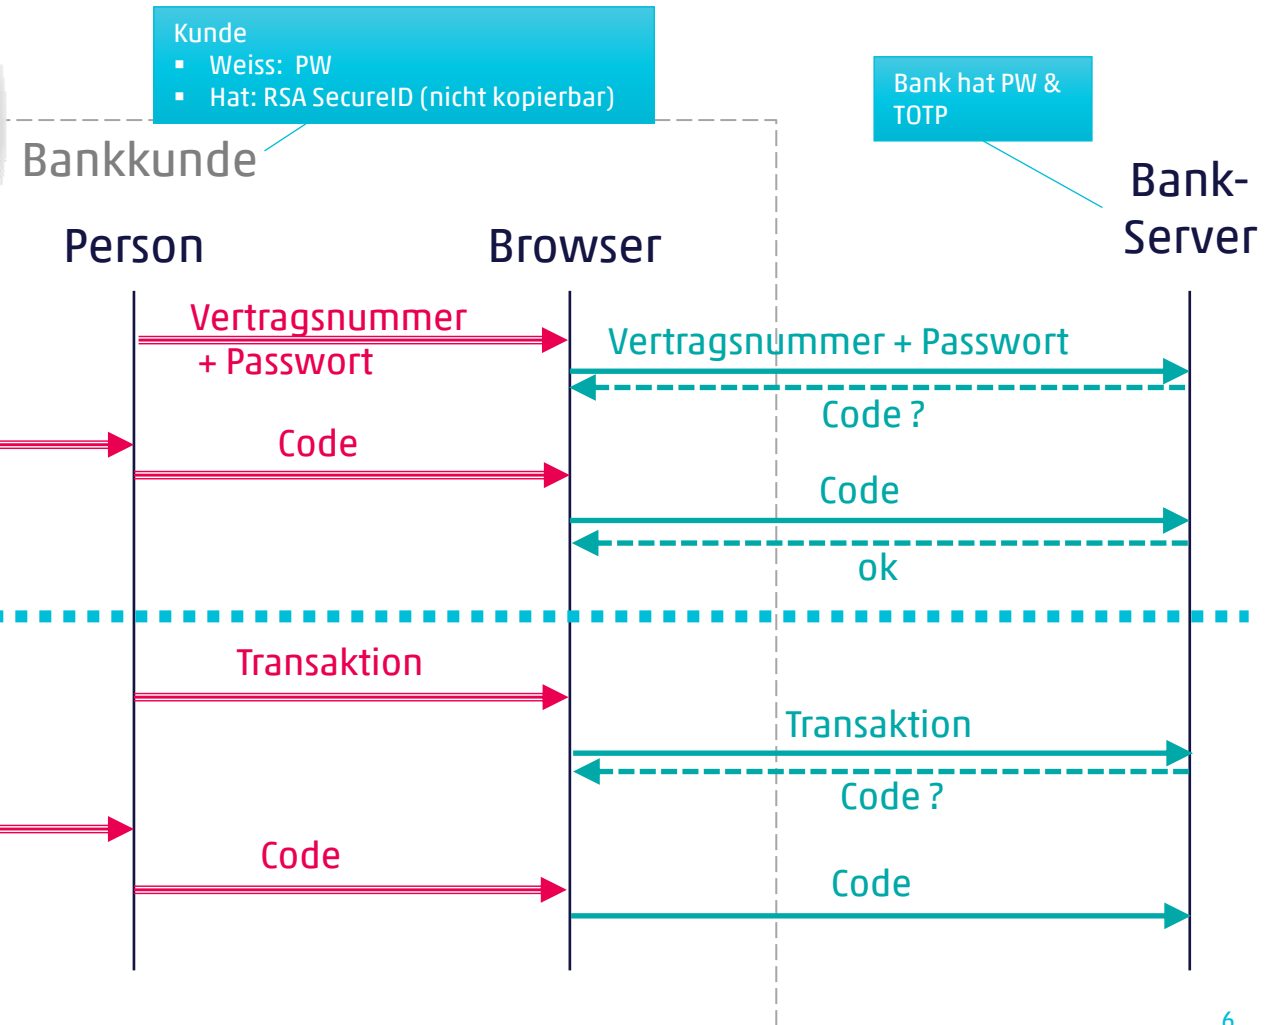 Kunde
▪ Weiss: PW
▪ Hat: RSA SecureID (nicht kopierbar)
Bank hat PW &
TOTP
Bankkunde
Bank-
Server
Person
Browser
Vertragsnummer
+ Passwort
Vertragsnummer + Passwort
Code ?
Code
Code
ok
Transaktion
Transaktion
Code ?
Code
Code